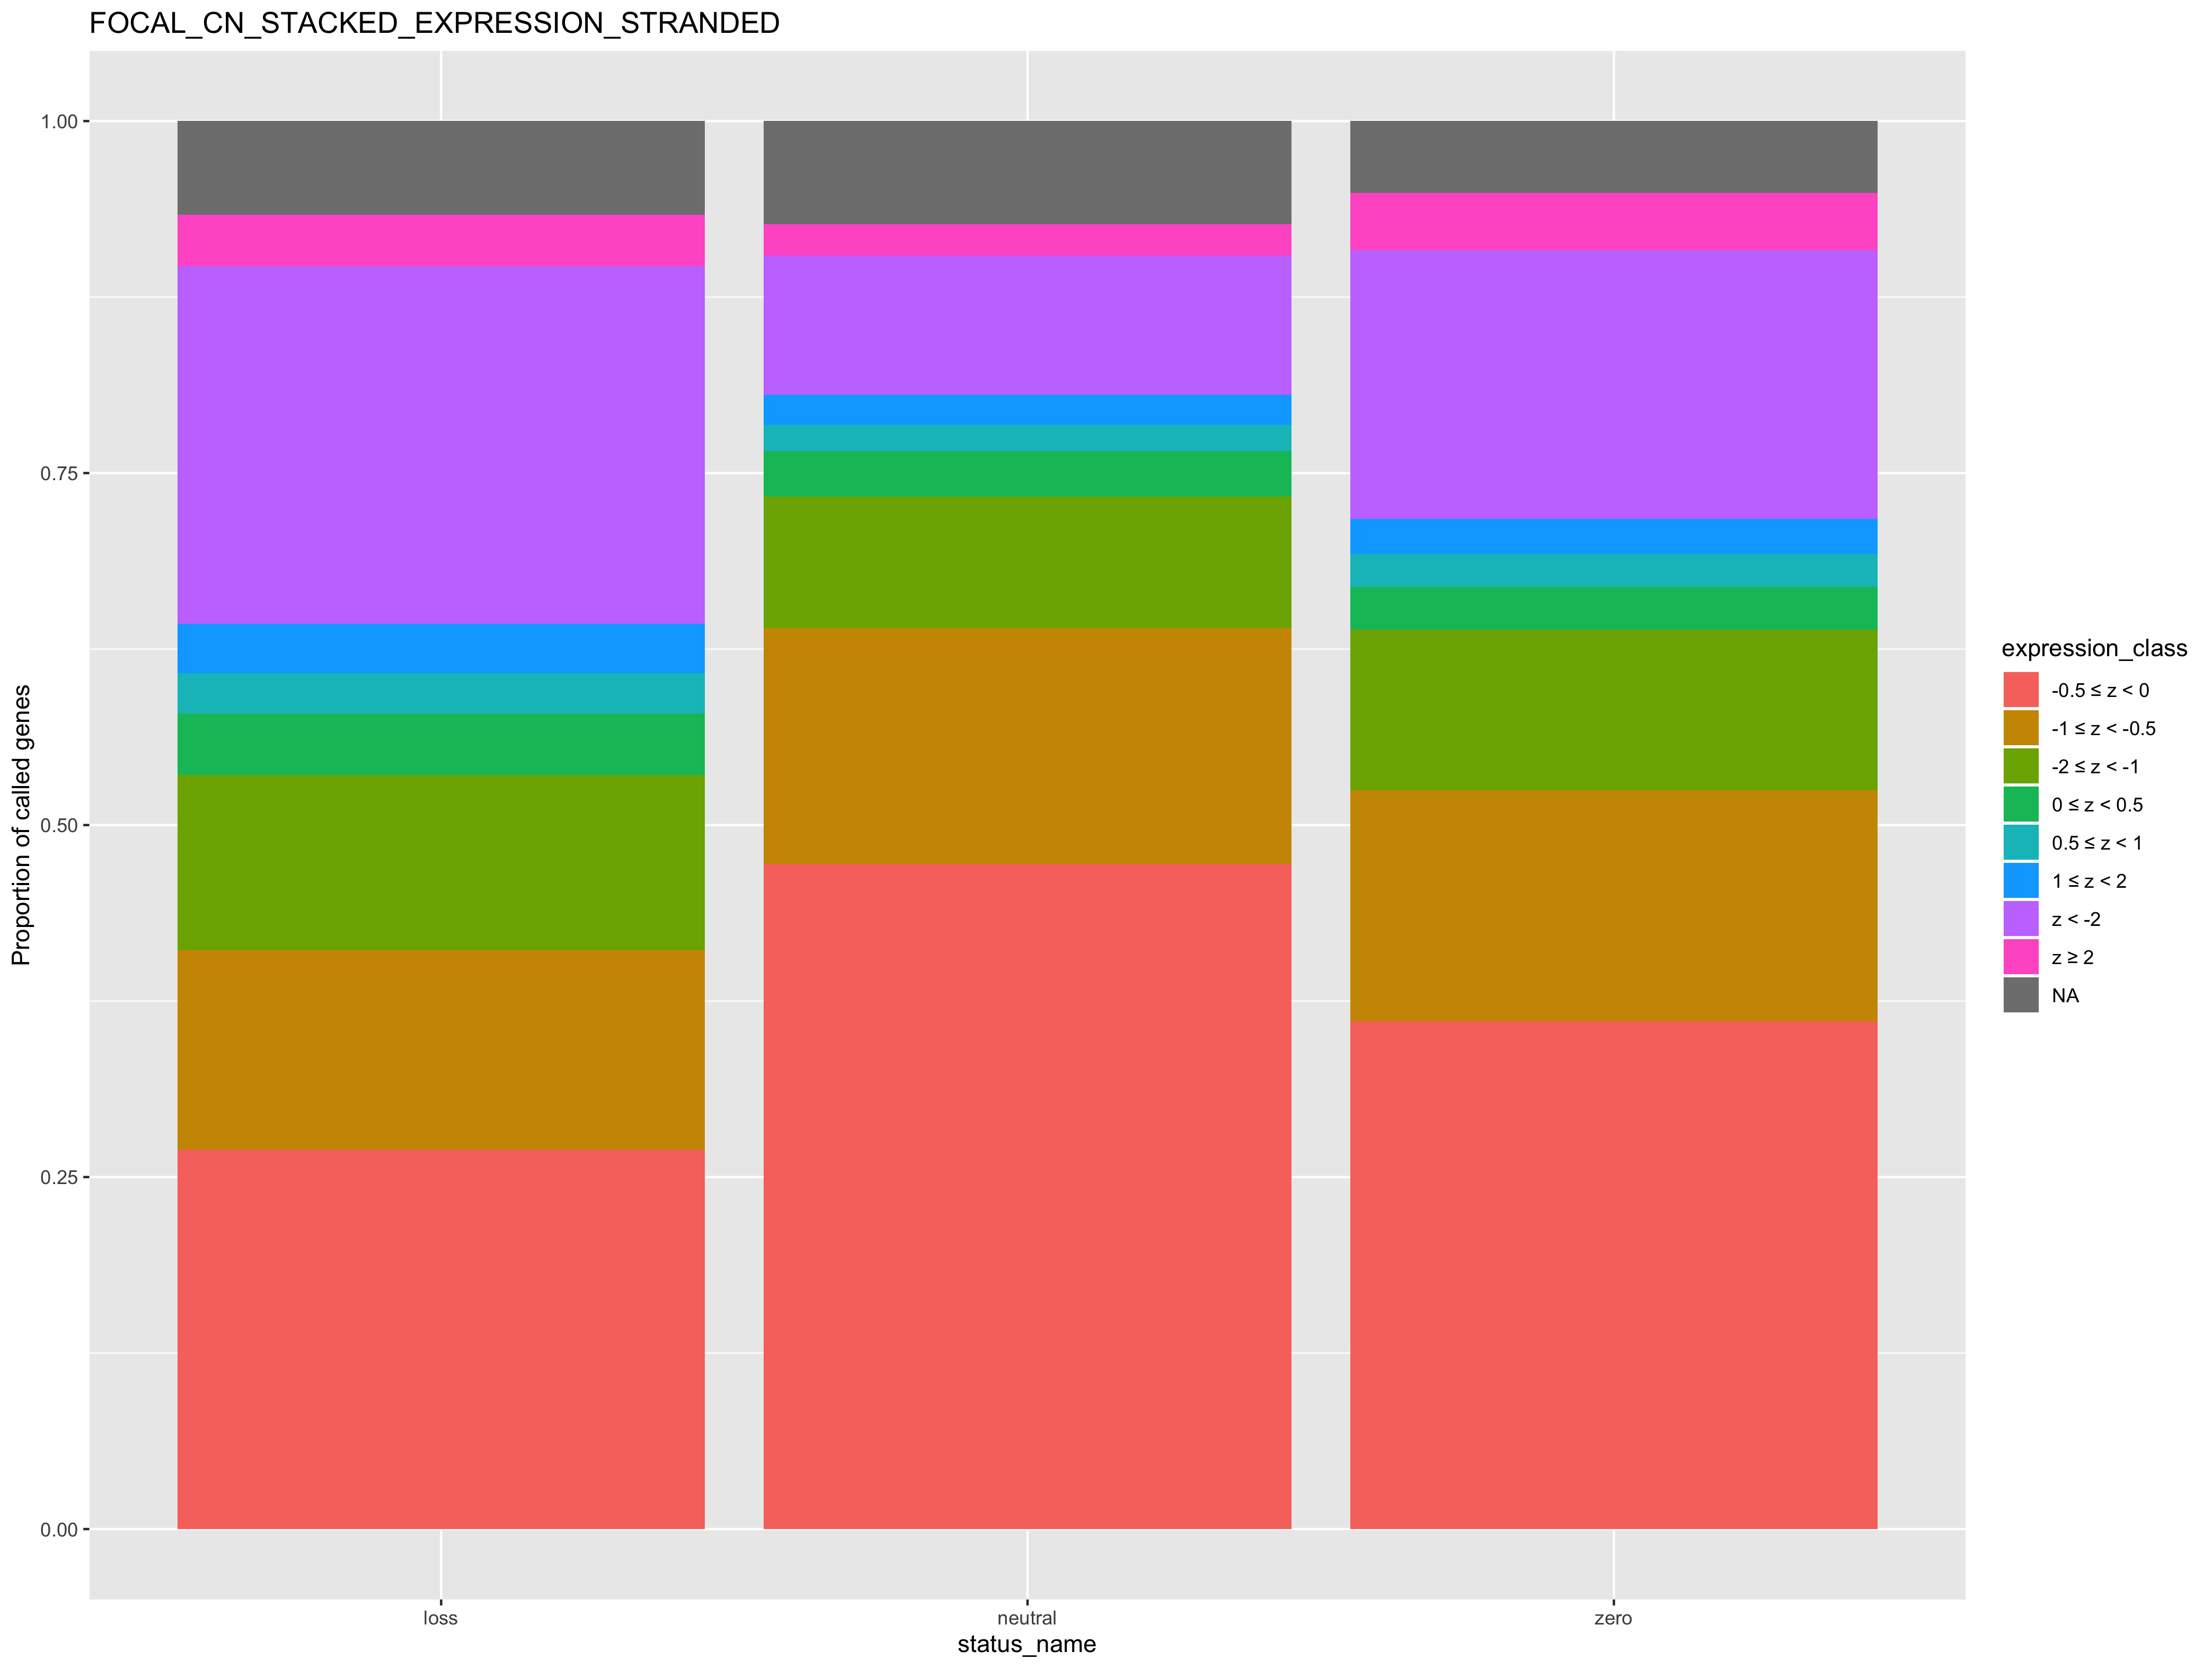 FOCAL_CN_STACKED_EXPRESSION_STRANDED
1.00
0.75
0.50
0.25
0.00
Proportion of called genes
loss
neutral
zero
status_name
expression_class
-0.5 ≤ z < 0
-1 ≤ z < -0.5
-2 ≤ z < -1
0 ≤ z < 0.5
0.5 ≤ z < 1
1 ≤ z < 2
z < -2
z ≥ 2
NA